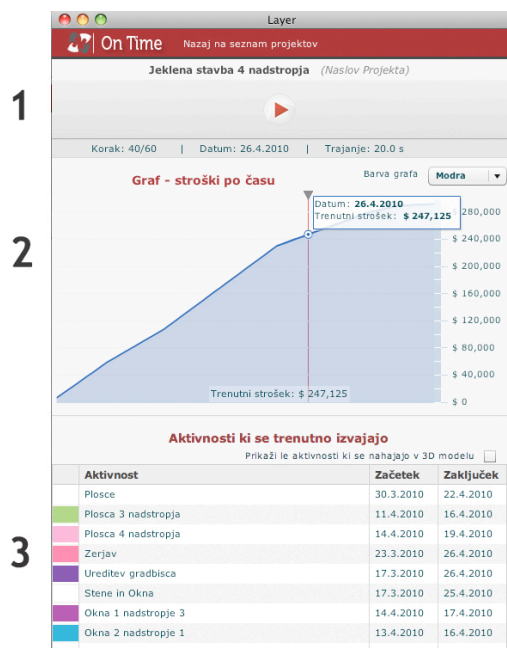 Layer
On Time Nazaj na seznam projektov
Jeklena stavba 4 nadstropja (Naslov Projekta)
1
Korak: 40/60 | Datum: 26.4.2010 | Trajanje: 20.0 s
Graf - stroški po času
Barva grafa Modra
Datum: 26.4.2010
Trenutni strošek: $ 247,125
$ 280,000
2
$ 240,000
$ 200,000
$ 160,000
$ 120,000
$ 80,000
$ 40,000
Trenutni strošek: $ 247,125
$ 0
Aktivnosti ki se trenutno izvajajo
Prikaži le aktivnosti ki se nahajajo v 3D modelu
Aktivnost Začetek Zaključek
Plosce 30.3.2010 22.4.2010
Plosca 3 nadstropja 11.4.2010 16.4.2010
Plosca 4 nadstropja 14.4.2010 19.4.2010
3
Zerjav 23.3.2010 26.4.2010
Ureditev gradbisca 17.3.2010 26.4.2010
Stene in Okna 17.3.2010 25.4.2010
Okna 1 nadstropje 3 14.4.2010 17.4.2010
Okna 2 nadstropje 1 13.4.2010 16.4.2010